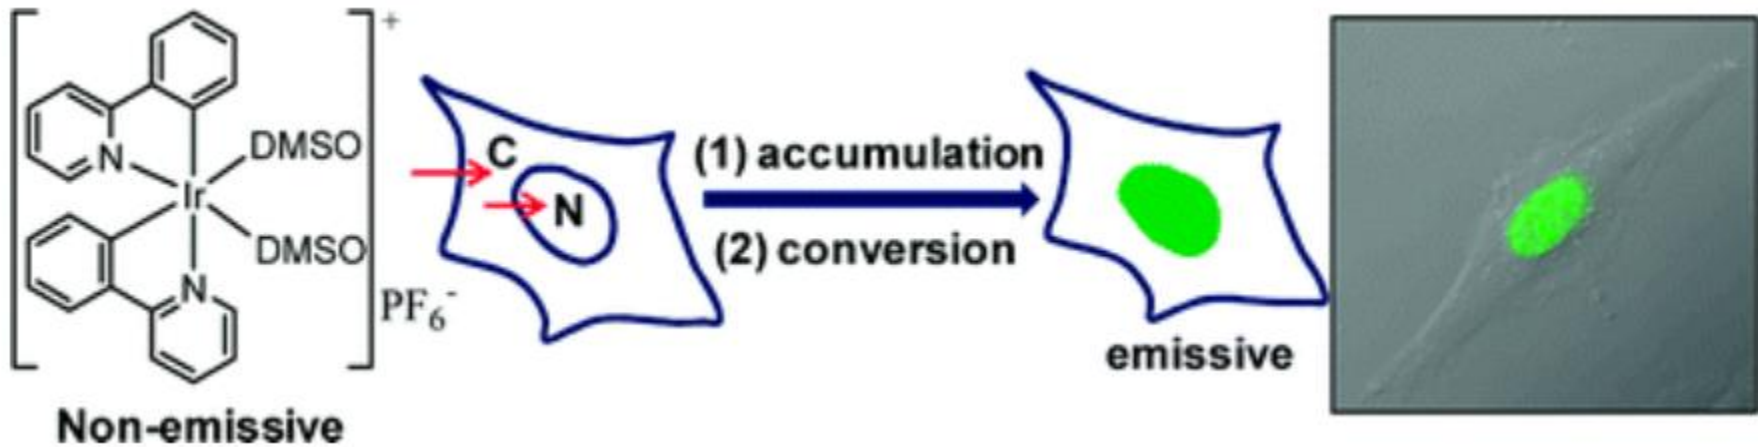 +
DMSO
N
Ir
DMSO
N
PF6-
Non-emissive
C
N
(1) accumulation
(2) conversion
emissive